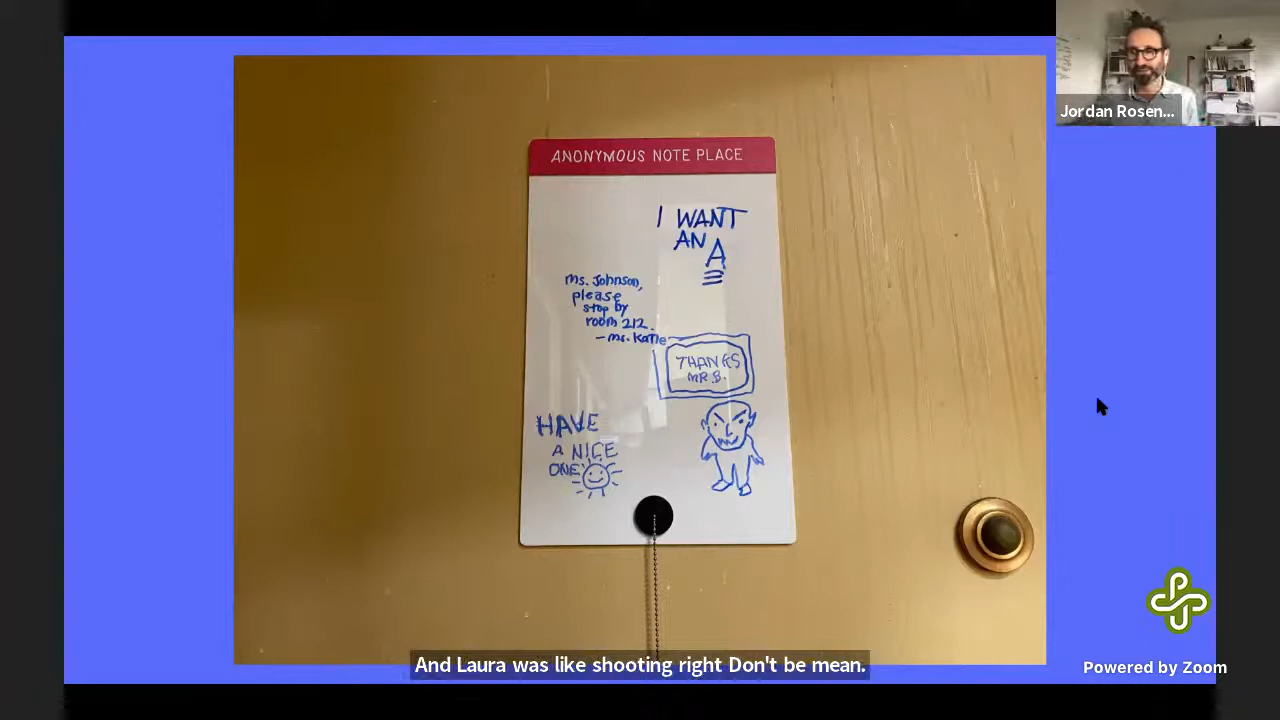 Jordan Rosen...
ANONYMOUS NOTE PLACE
I WANT
AN A
ms. Johnson,
please
stop by
room 212.
- ms. Katie
THANKS
MR B.
HAVE
A NICE
ONE
And Laura was like shooting right Don't be mean.
PSU
Powered by Zoom